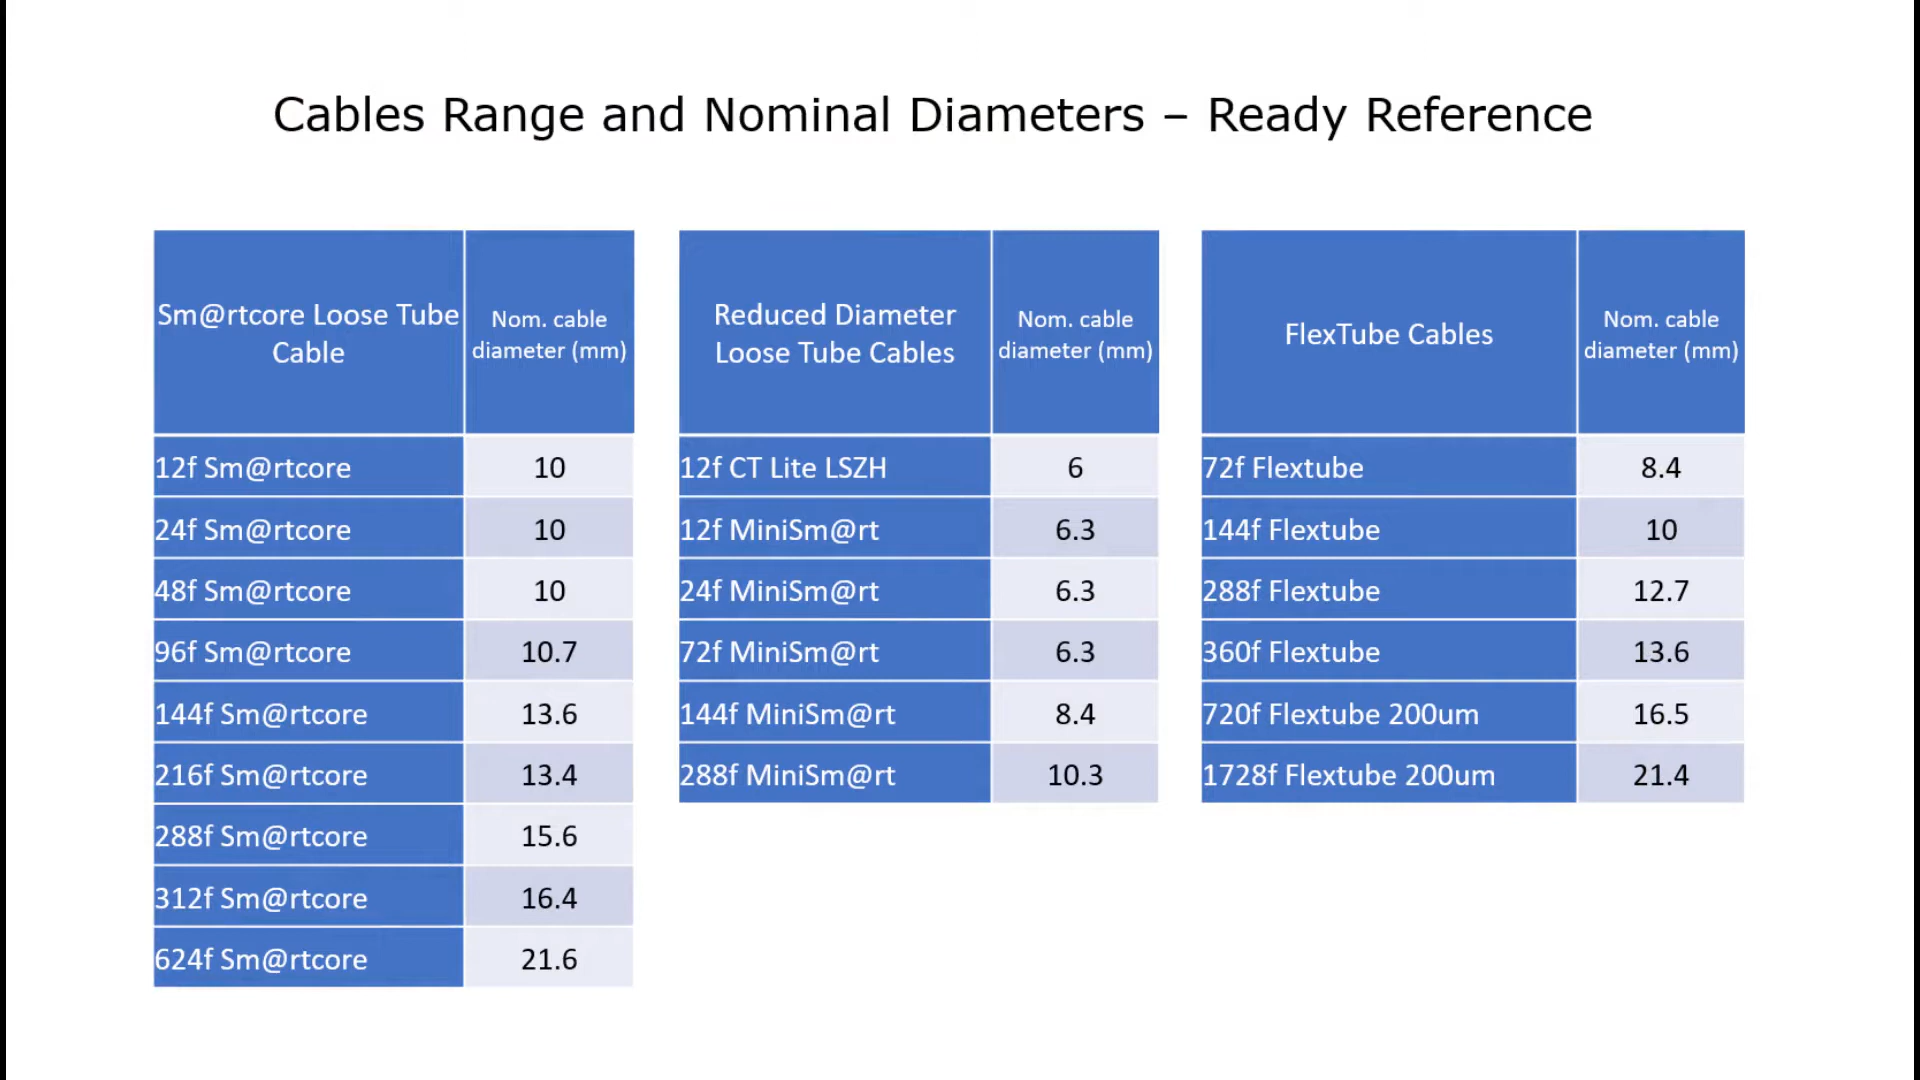 Cables Range and Nominal Diameters – Ready Reference
Sm@rtcore Loose Tube
Cable
Nom. cable
diameter (mm)
12f Sm@rtcore 10
24f Sm@rtcore 10
48f Sm@rtcore 10
96f Sm@rtcore 10.7
144f Sm@rtcore 13.6
216f Sm@rtcore 13.4
288f Sm@rtcore 15.6
312f Sm@rtcore 16.4
624f Sm@rtcore 21.6
Reduced Diameter
Loose Tube Cables
Nom. cable
diameter (mm)
12f CT Lite LSZH 6
12f MiniSm@rt 6.3
24f MiniSm@rt 6.3
72f MiniSm@rt 6.3
144f MiniSm@rt 8.4
288f MiniSm@rt 10.3
FlexTube Cables
Nom. cable
diameter (mm)
72f Flextube 8.4
144f Flextube 10
288f Flextube 12.7
360f Flextube 13.6
720f Flextube 200um 16.5
1728f Flextube 200um 21.4